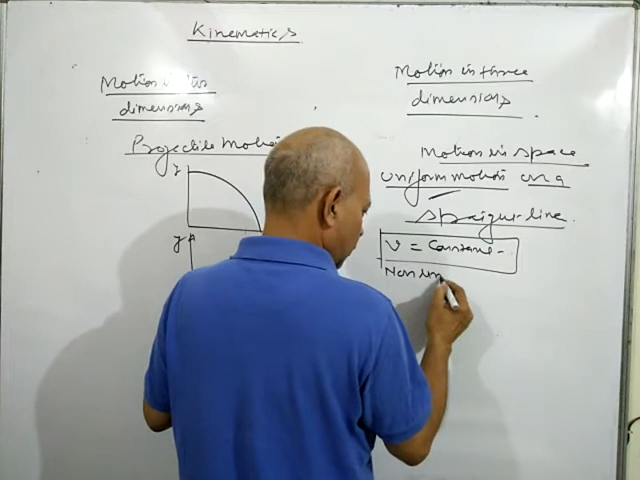 Kinematics
Motion in two
dimensions
Projectile Motion
y
y
Motion in three
dimensions
Motion in space
uniform motion on a
straight line.
v = Constant
Non un